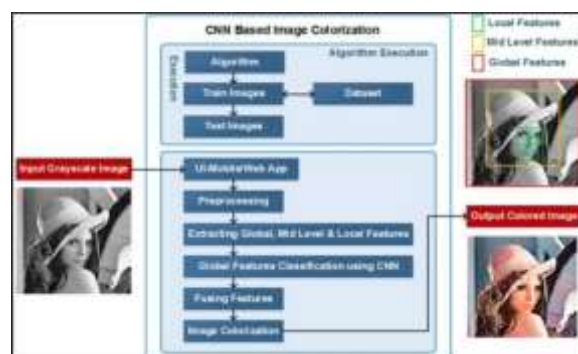 CNN Based Image Colorization
Algorithm Execution
Execution
Algorithm
Train Images
Dataset
Test Images
Input Grayscale Image
UI-Mobile/Web App
Preprocessing
Extracting Global, Mid Level & Local Features
Global Features Classification using CNN
Fusing Features
Image Colorization
Local Features
Mid Level Features
Global Features
Output Colored Image